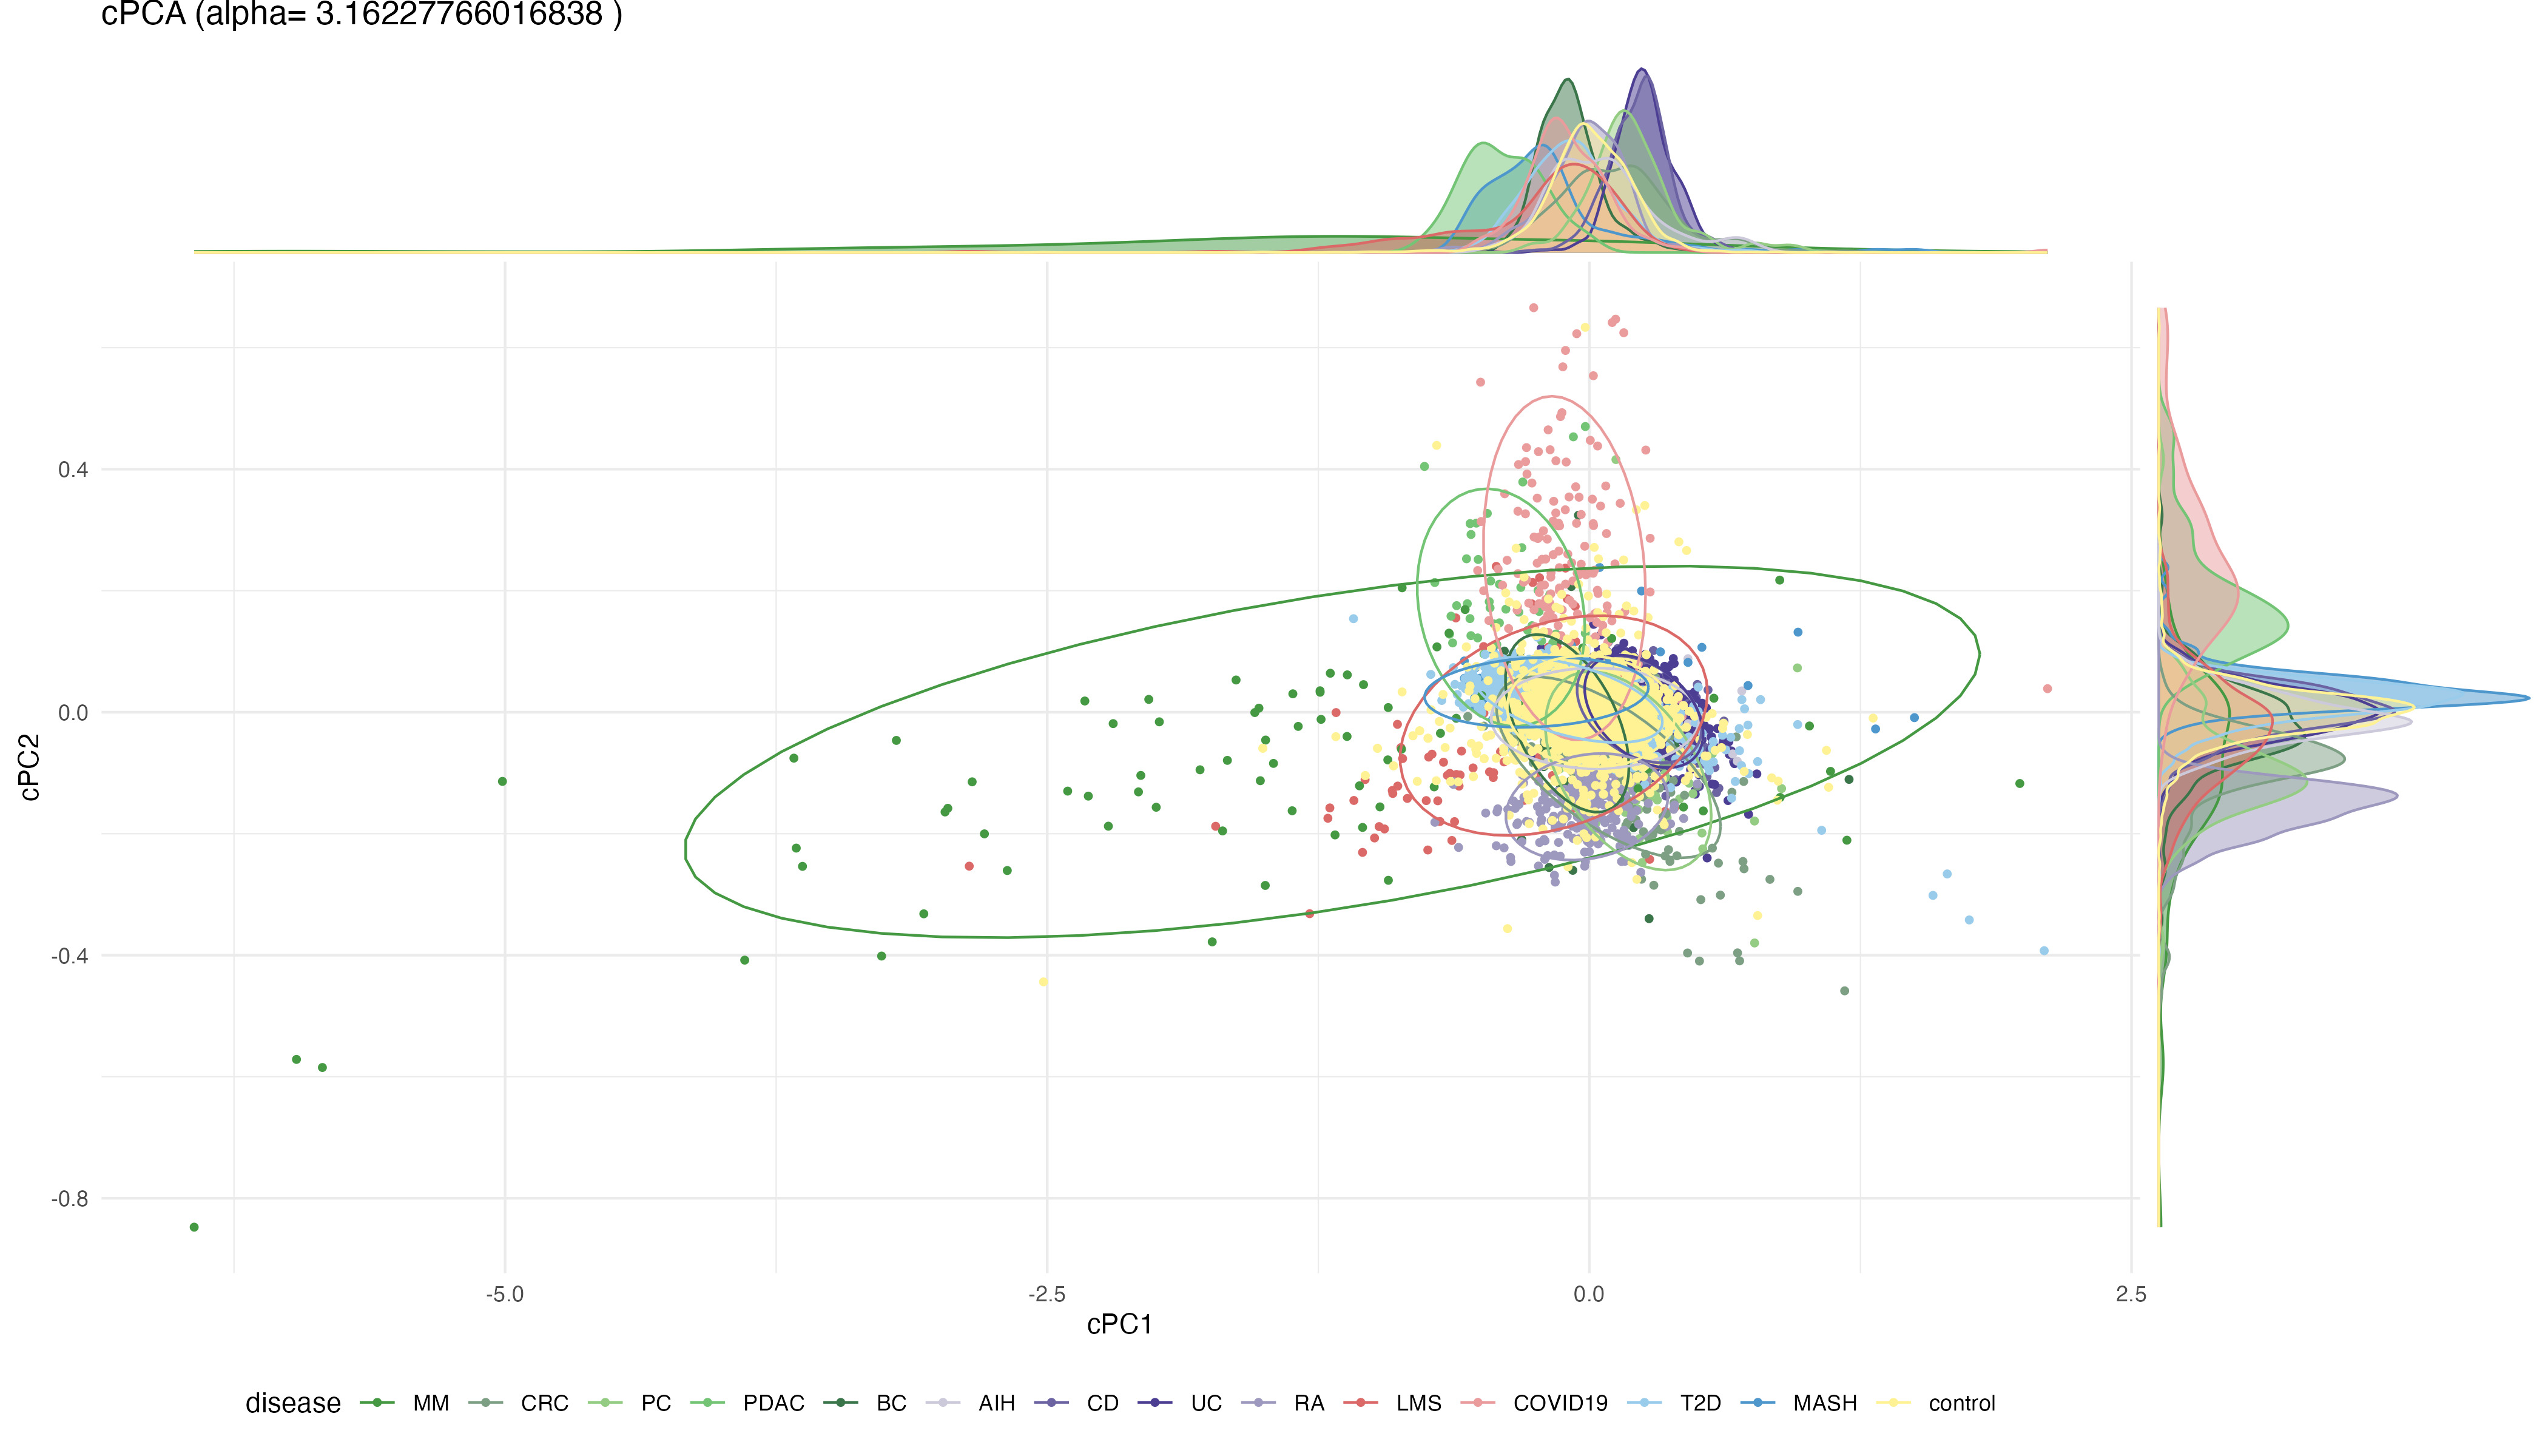 cPCA (alpha= 3.16227766016838 )
0.4
0.0
-0.4
-0.8
cPC2
-5.0
-2.5
0.0
2.5
cPC1
disease MM CRC PC PDAC BC AIH CD UC RA LMS COVID19 T2D MASH control